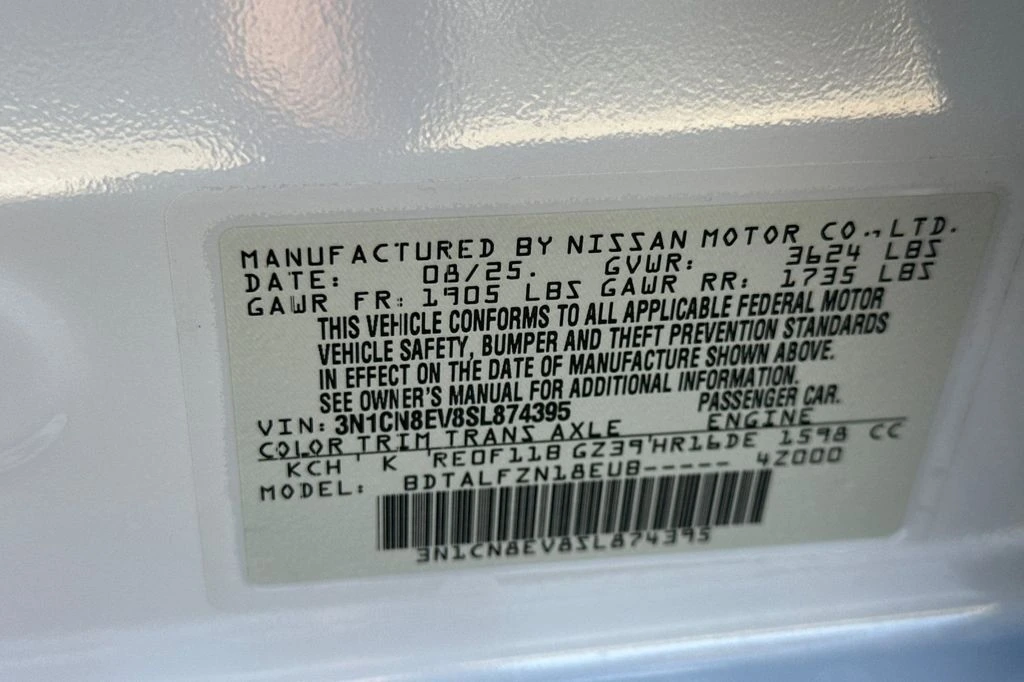 MANUFACTURED BY NISSAN MOTOR CO.,LTD.
DATE: 08/25. GVWR: 3624 LBS
GAWR FR: 1905 LBS GAWR RR: 1735 LBS
THIS VEHICLE CONFORMS TO ALL APPLICABLE FEDERAL MOTOR
VEHICLE SAFETY, BUMPER AND THEFT PREVENTION STANDARDS
IN EFFECT ON THE DATE OF MANUFACTURE SHOWN ABOVE.
SEE OWNER'S MANUAL FOR ADDITIONAL INFORMATION.
VIN: 3N1CN8EV8SL874395 PASSENGER CAR.
COLOR TRIM TRANS AXLE ENGINE
KCH' K 'RE0F11B GZ39'HR16DE 1598 CC
MODEL: BDTALFZN18EUB----- 4Z000
3N1CN8EV8SL874395